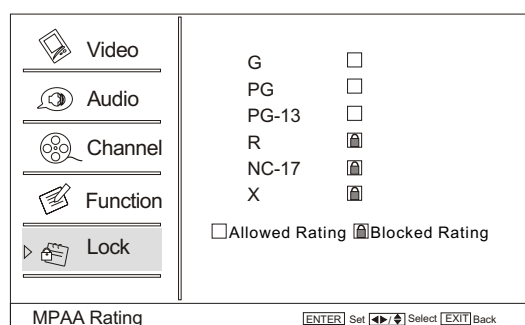 Video
Audio
Channel
Function
Lock
G
PG
PG-13
R
NC-17
X
Allowed Rating Blocked Rating
MPAA Rating
ENTER Set / Select EXIT Back